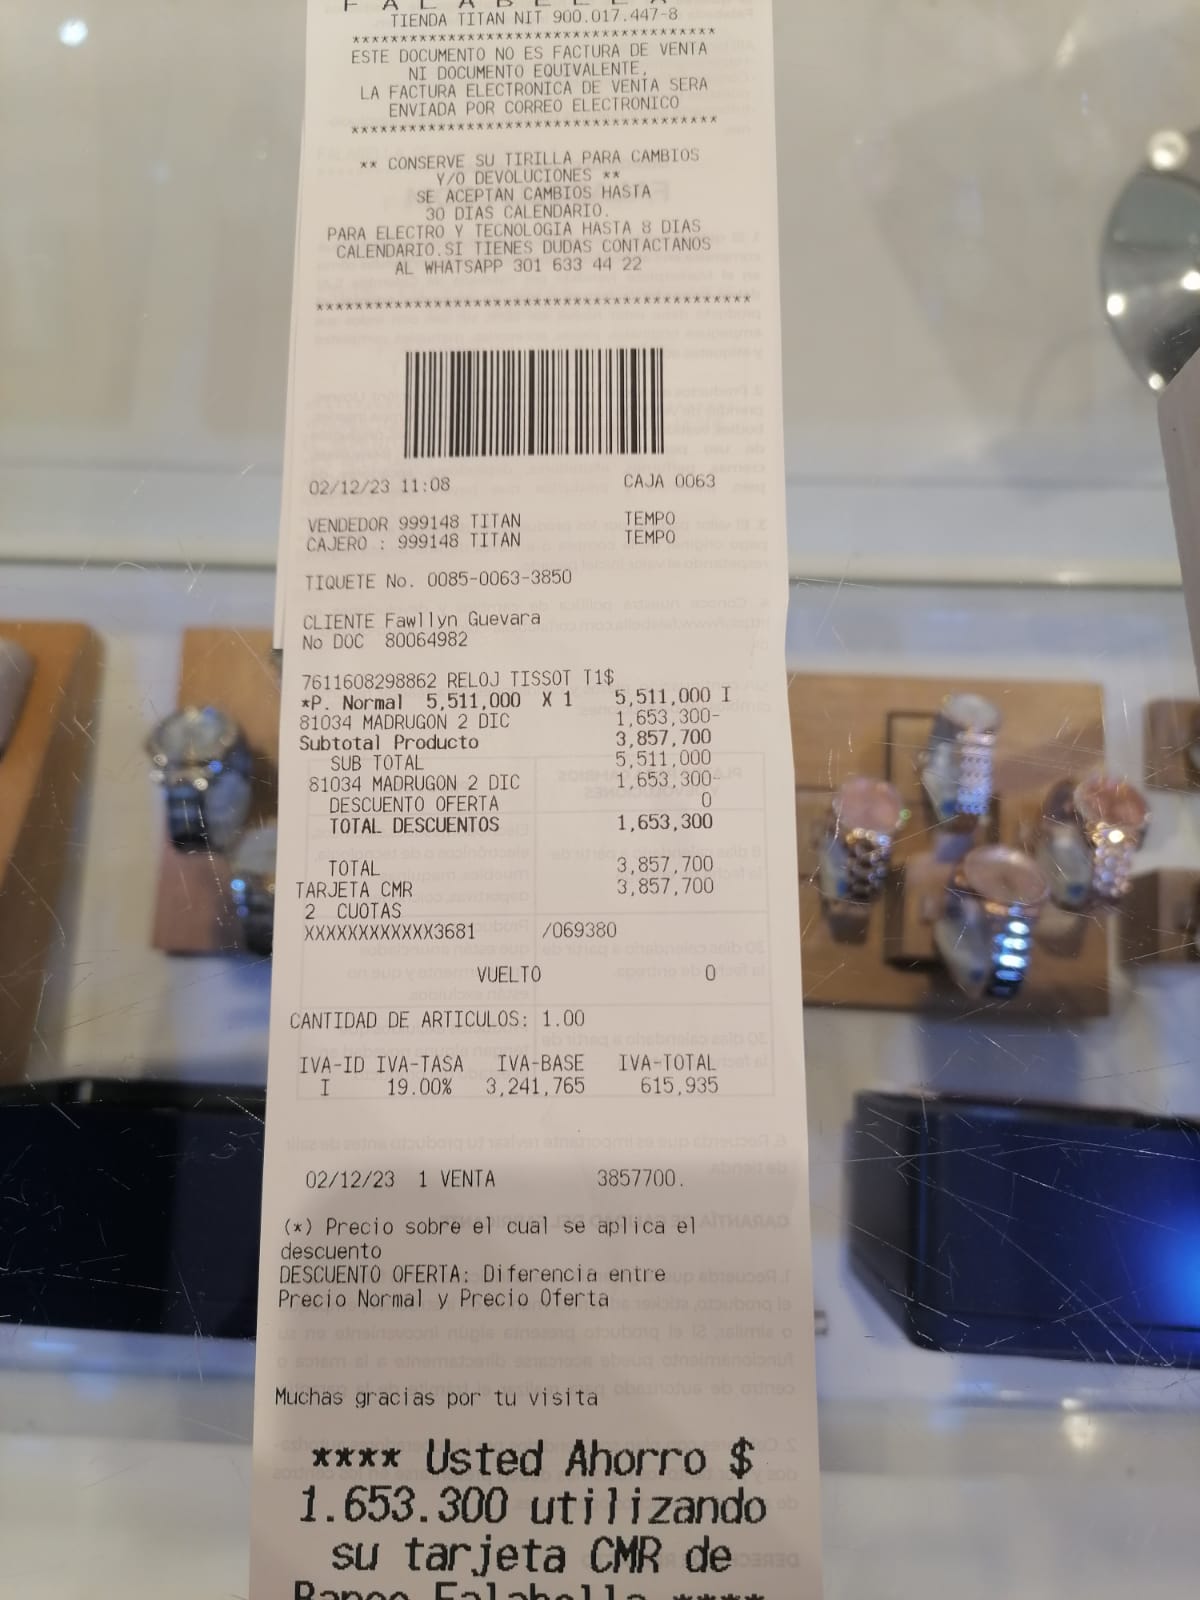 FALABELLA
TIENDA TITAN NIT 900.017.447-8
****************************************
ESTE DOCUMENTO NO ES FACTURA DE VENTA
NI DOCUMENTO EQUIVALENTE,
LA FACTURA ELECTRONICA DE VENTA SERA
ENVIADA POR CORREO ELECTRONICO
****************************************
** CONSERVE SU TIRILLA PARA CAMBIOS
Y/O DEVOLUCIONES **
SE ACEPTAN CAMBIOS HASTA
30 DIAS CALENDARIO.
PARA ELECTRO Y TECNOLOGIA HASTA 8 DIAS
CALENDARIO.SI TIENES DUDAS CONTACTANOS
AL WHATSAPP 301 633 44 22
****************************************
02/12/23 11:08 CAJA 0063
VENDEDOR 999148 TITAN TEMPO
CAJERO : 999148 TITAN TEMPO
TIQUETE No. 0085-0063-3850
CLIENTE Fawllyn Guevara
No DOC 80064982
7611608298862 RELOJ TISSOT T1$
*P. Normal 5,511,000 X 1 5,511,000 I
81034 MADRUGON 2 DIC 1,653,300-
Subtotal Producto 3,857,700
SUB TOTAL 5,511,000
81034 MADRUGON 2 DIC 1,653,300-
DESCUENTO OFERTA 0
TOTAL DESCUENTOS 1,653,300
TOTAL 3,857,700
TARJETA CMR 3,857,700
2 CUOTAS
XXXXXXXXXXXX3681 /069380
VUELTO 0
CANTIDAD DE ARTICULOS: 1.00
IVA-ID IVA-TASA IVA-BASE IVA-TOTAL
I 19.00% 3,241,765 615,935
02/12/23 1 VENTA 3857700.
(*) Precio sobre el cual se aplica el
descuento
DESCUENTO OFERTA: Diferencia entre
Precio Normal y Precio Oferta
Muchas gracias por tu visita
**** Usted Ahorro $
1.653.300 utilizando
su tarjeta CMR de
Banco Falabella ****